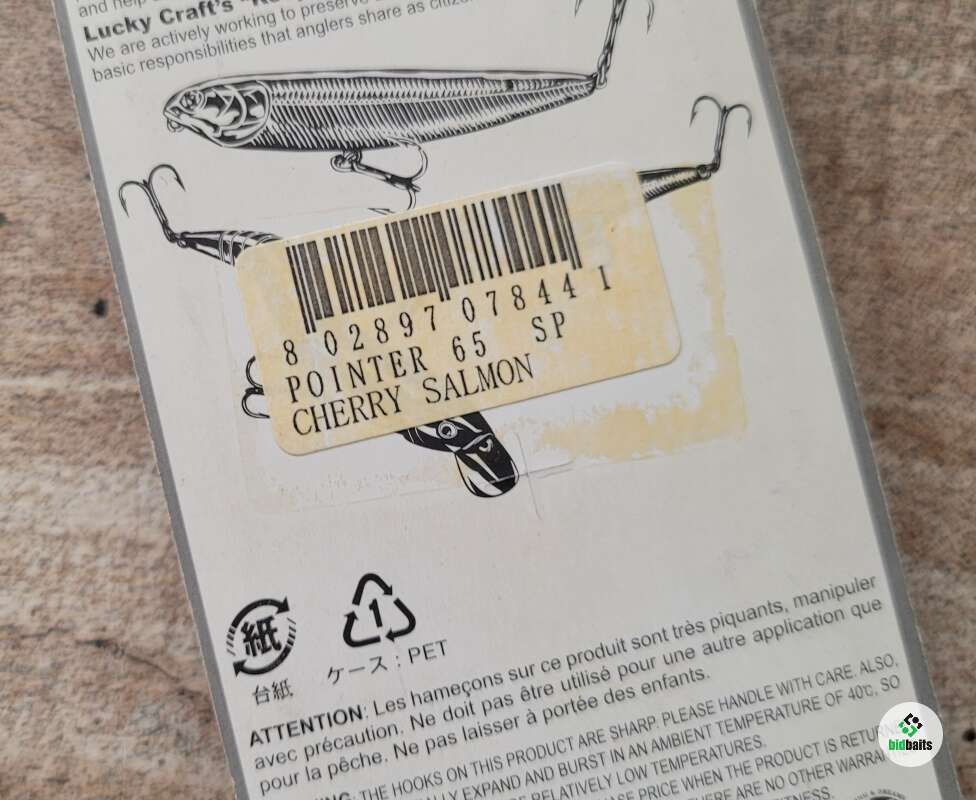 and help
Lucky Craft's
We are actively working to preserve
basic responsibilities that anglers share as
8 02897 07844 1
POINTER 65 SP
CHERRY SALMON
紙
台紙
1
ケース：PET
ATTENTION: Les hameçons sur ce produit sont très piquants, manipuler
avec précaution. Ne doit pas être utilisé pour une autre application que
pour la pêche. Ne pas laisser à portée des enfants.
THE HOOKS ON THIS PRODUCT ARE SHARP. PLEASE HANDLE WITH CARE. ALSO,
EXPAND AND BURST IN AN AMBIENT TEMPERATURE OF 40℃, SO
RELATIVELY LOW TEMPERATURES.
PRICE WHEN THE PRODUCT IS
THERE ARE NO OTHER
bidbaits